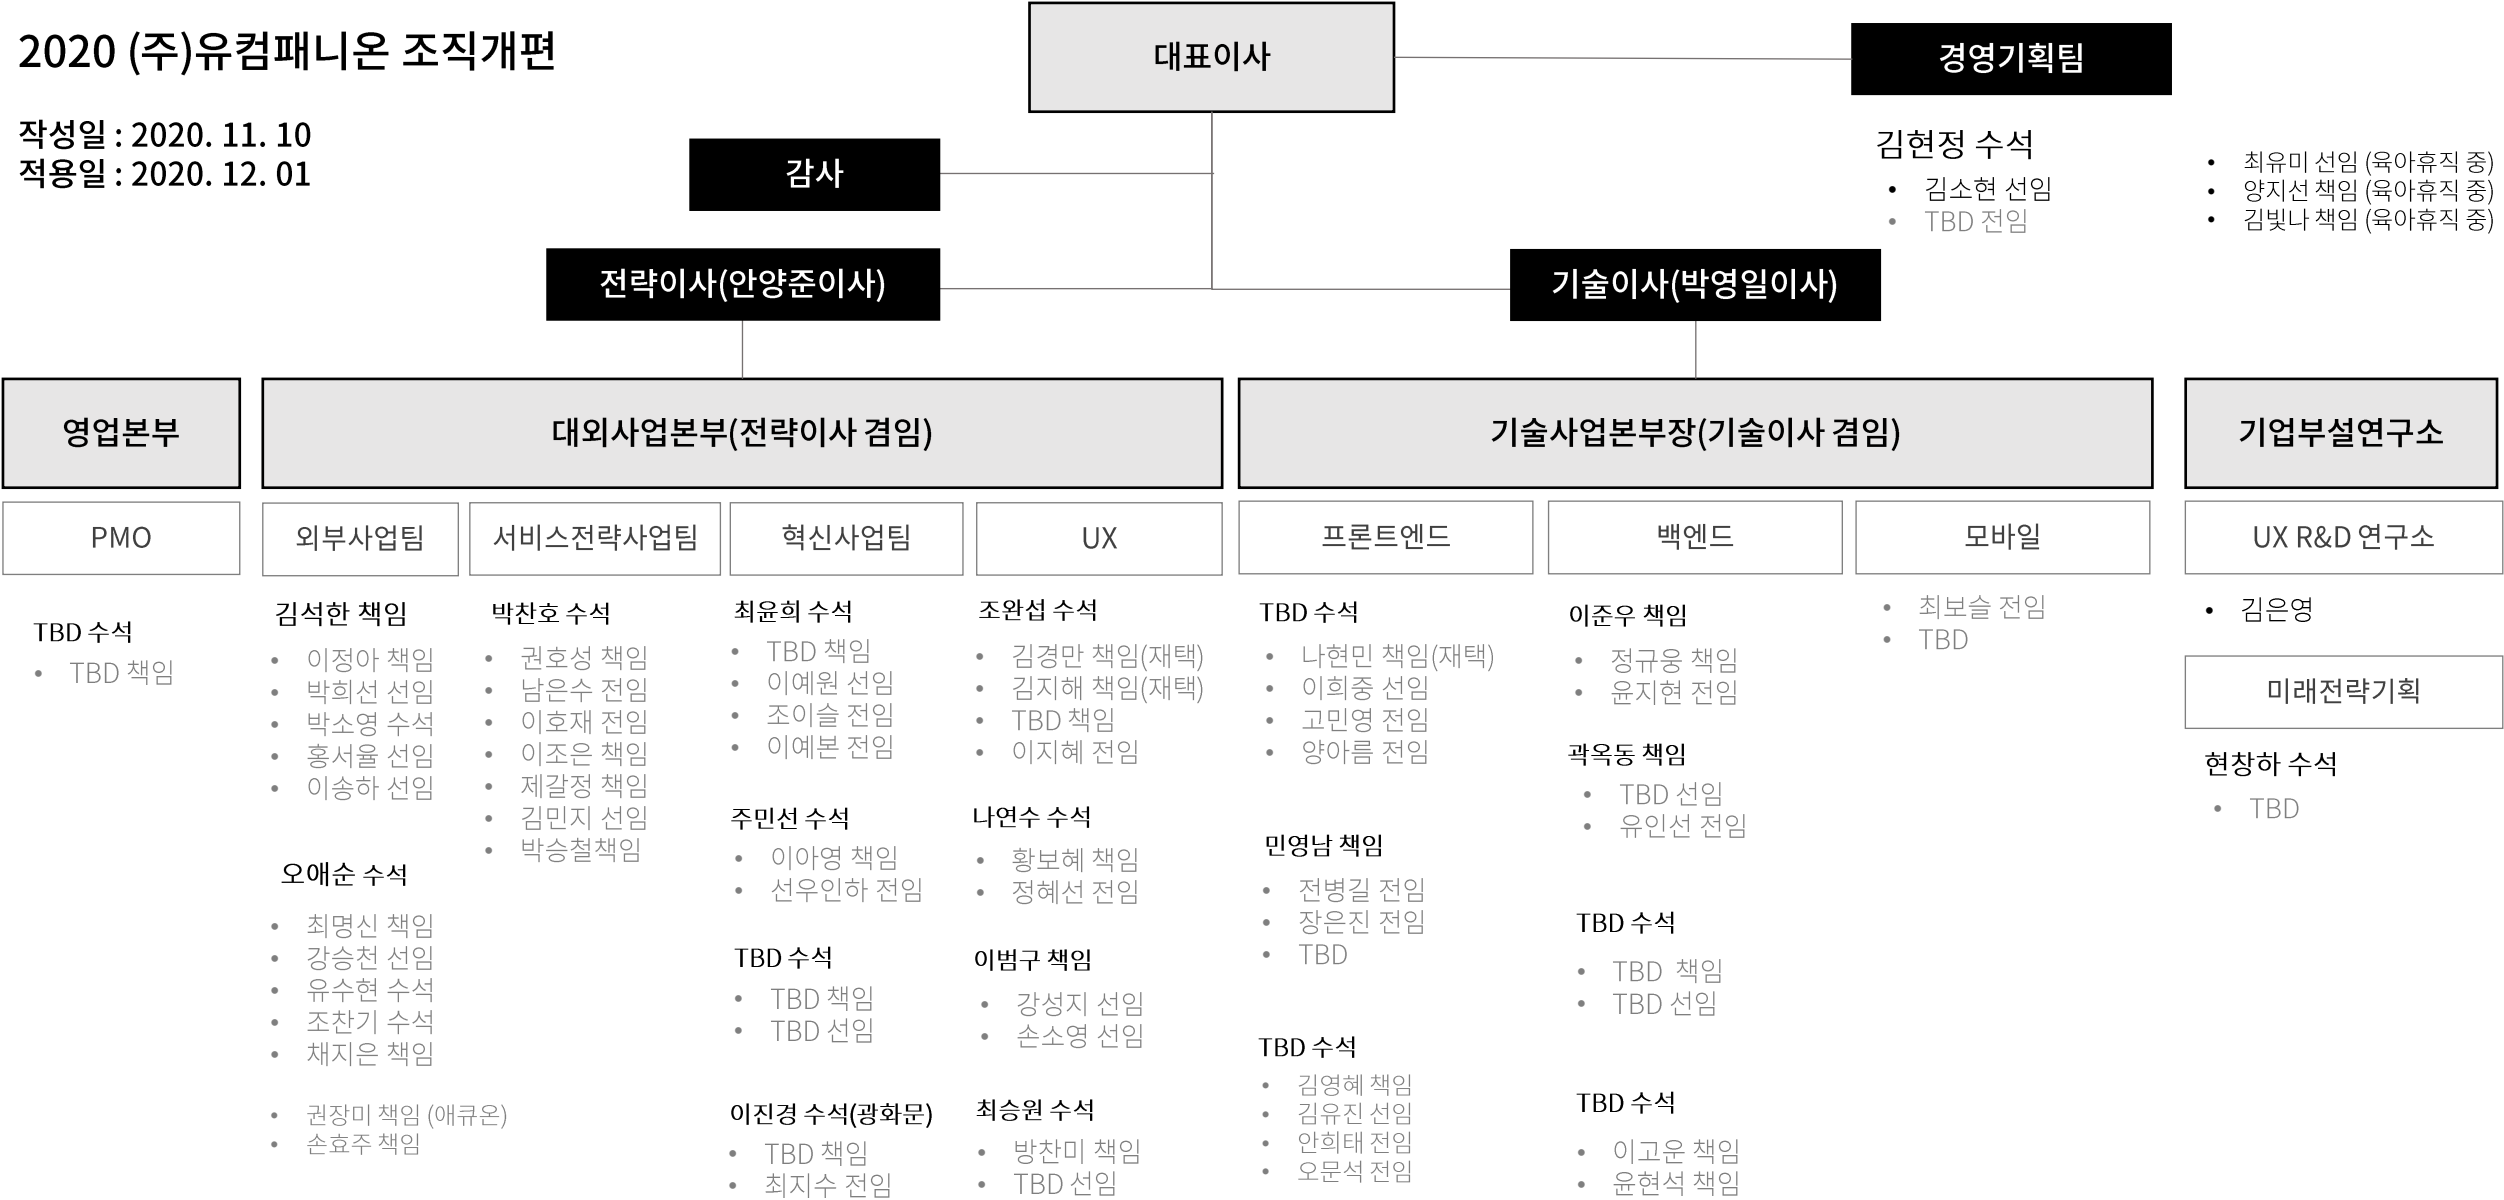 2020 (주)유컴패니온 조직개편
작성일 : 2020. 11. 10
적용일 : 2020. 12. 01
대표이사
경영기획팀
김현정 수석
• 김소현 선임
• TBD 전임
• 최유미 선임 (육아휴직 중)
• 양지선 책임 (육아휴직 중)
• 김빛나 책임 (육아휴직 중)
감사
전략이사(안양준이사)
기술이사(박영일이사)
영업본부
대외사업본부(전략이사 겸임)
기술사업본부장(기술이사 겸임)
기업부설연구소
PMO
TBD 수석
• TBD 책임
외부사업팀
김석한 책임
• 이정아 책임
• 박희선 선임
• 박소영 수석
• 홍서율 선임
• 이송하 선임
오애순 수석
• 최명신 책임
• 강승천 선임
• 유수현 수석
• 조찬기 수석
• 채지은 책임
• 권장미 책임 (애큐온)
• 손효주 책임
서비스전략사업팀
박찬호 수석
• 권호성 책임
• 남은수 전임
• 이호재 전임
• 이조은 책임
• 제갈정 책임
• 김민지 선임
• 박승철책임
혁신사업팀
최윤희 수석
• TBD 책임
• 이예원 선임
• 조이슬 전임
• 이예본 전임
주민선 수석
• 이아영 책임
• 선우인하 전임
TBD 수석
• TBD 책임
• TBD 선임
이진경 수석(광화문)
• TBD 책임
• 최지수 전임
UX
조완섭 수석
• 김경만 책임(재택)
• 김지해 책임(재택)
• TBD 책임
• 이지혜 전임
나연수 수석
• 황보혜 책임
• 정혜선 전임
이범구 책임
• 강성지 선임
• 손소영 선임
최승원 수석
• 방찬미 책임
• TBD 선임
프론트엔드
TBD 수석
• 나현민 책임(재택)
• 이희중 선임
• 고민영 전임
• 양아름 전임
민영남 책임
• 전병길 전임
• 장은진 전임
• TBD
TBD 수석
• 김영혜 책임
• 김유진 선임
• 안희태 전임
• 오문석 전임
백엔드
이준우 책임
• 정규웅 책임
• 윤지현 전임
곽옥동 책임
• TBD 선임
• 유인선 전임
TBD 수석
• TBD 책임
• TBD 선임
TBD 수석
• 이고운 책임
• 윤현석 책임
모바일
• 최보슬 전임
• TBD
UX R&D 연구소
• 김은영
미래전략기획
현창하 수석
• TBD